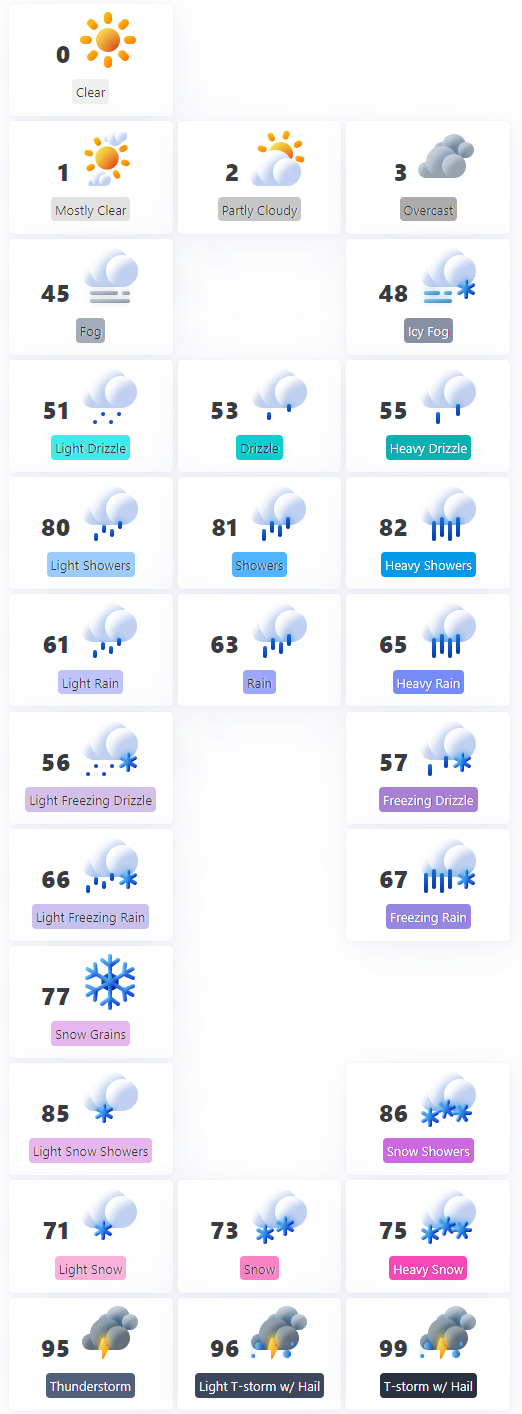 0
Clear
1
Mostly Clear
2
Partly Cloudy
3
Overcast
45
Fog
48
Icy Fog
51
Light Drizzle
53
Drizzle
55
Heavy Drizzle
80
Light Showers
81
Showers
82
Heavy Showers
61
Light Rain
63
Rain
65
Heavy Rain
56
Light Freezing Drizzle
57
Freezing Drizzle
66
Light Freezing Rain
67
Freezing Rain
77
Snow Grains
85
Light Snow Showers
86
Snow Showers
71
Light Snow
73
Snow
75
Heavy Snow
95
Thunderstorm
96
Light T-storm w/ Hail
99
T-storm w/ Hail